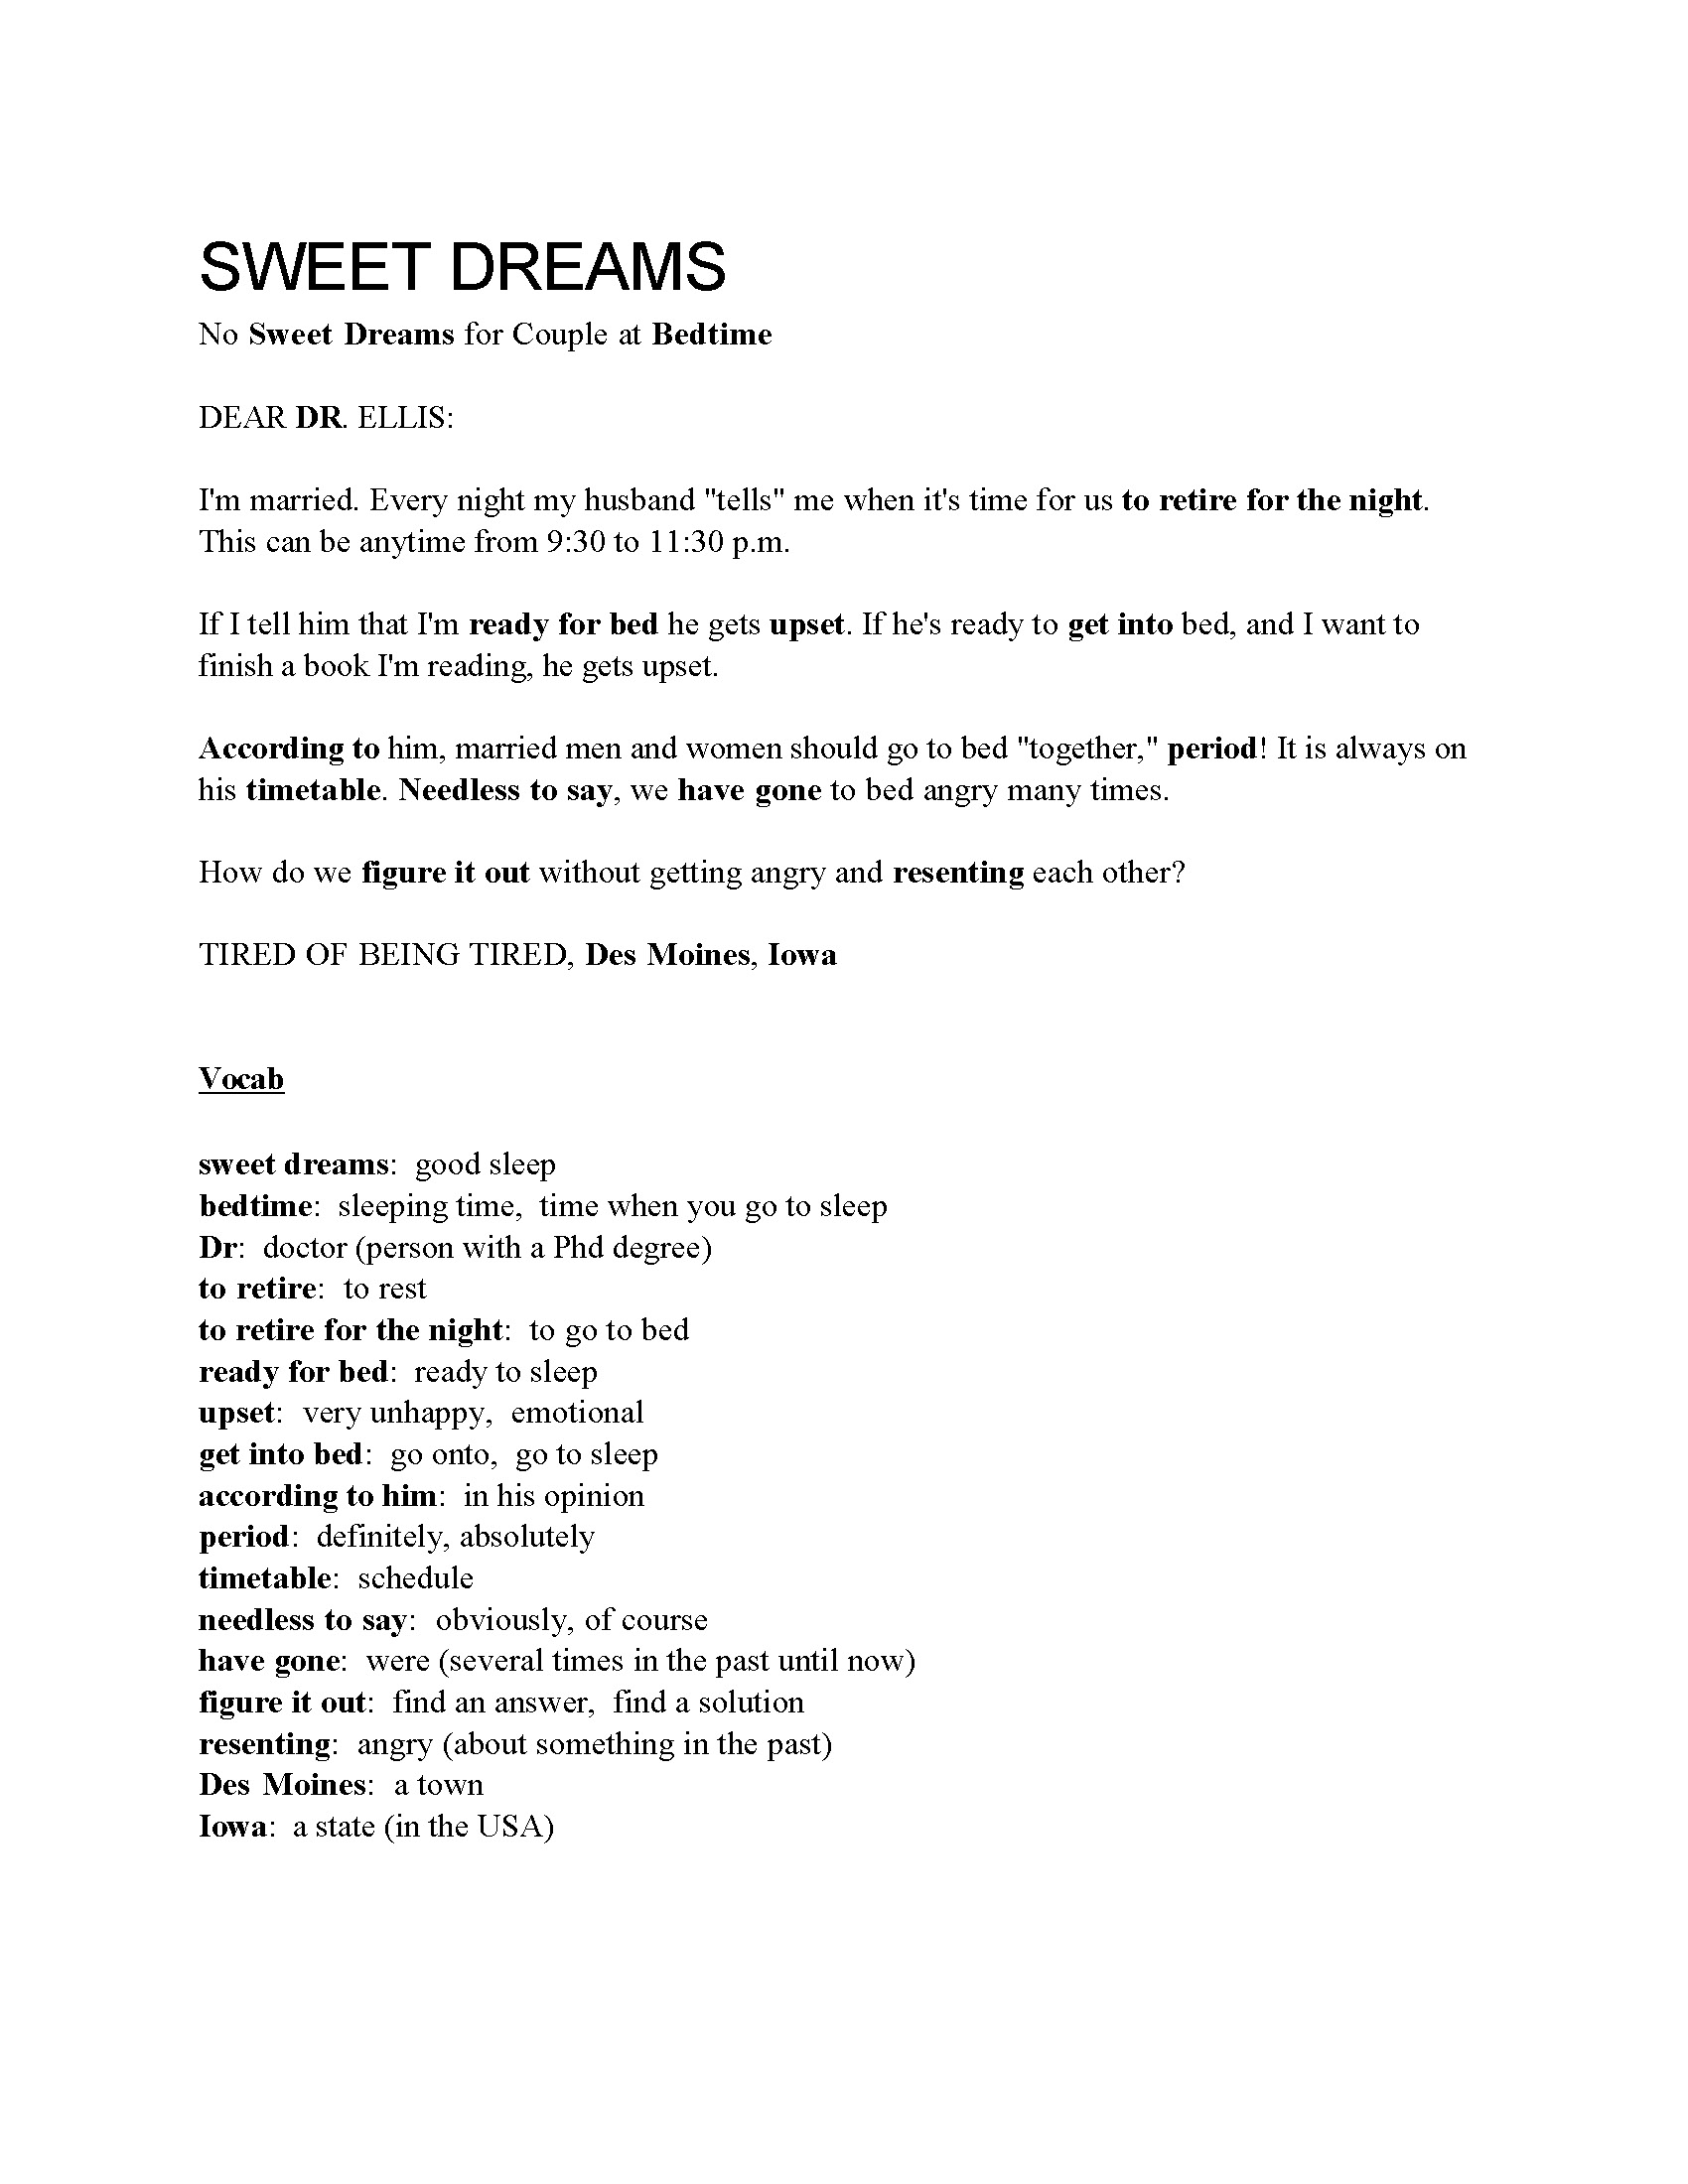 SWEET DREAMS
No Sweet Dreams for Couple at Bedtime
DEAR DR. ELLIS:
I'm married. Every night my husband "tells" me when it's time for us to retire for the night.
This can be anytime from 9:30 to 11:30 p.m.
If I tell him that I'm ready for bed he gets upset. If he's ready to get into bed, and I want to
finish a book I'm reading, he gets upset.
According to him, married men and women should go to bed "together," period! It is always on
his timetable. Needless to say, we have gone to bed angry many times.
How do we figure it out without getting angry and resenting each other?
TIRED OF BEING TIRED, Des Moines, Iowa
Vocab
sweet dreams:  good sleep
bedtime:  sleeping time,  time when you go to sleep
Dr:  doctor (person with a Phd degree)
to retire:  to rest
to retire for the night:  to go to bed
ready for bed:  ready to sleep
upset:  very unhappy,  emotional
get into bed:  go onto,  go to sleep
according to him:  in his opinion
period:  definitely, absolutely
timetable:  schedule
needless to say:  obviously, of course
have gone:  were (several times in the past until now)
figure it out:  find an answer,  find a solution
resenting:  angry (about something in the past)
Des Moines:  a town
Iowa:  a state (in the USA)